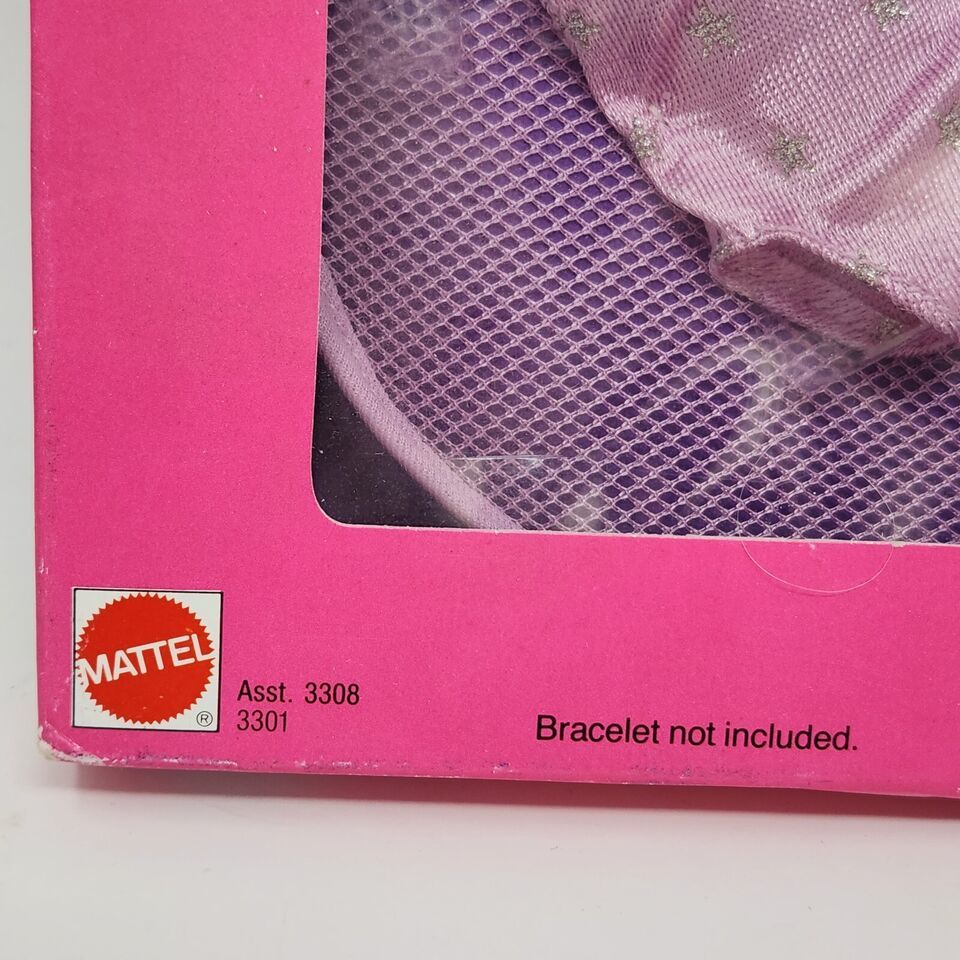 MATTEL
®
Asst. 3308
3301
Bracelet not included.